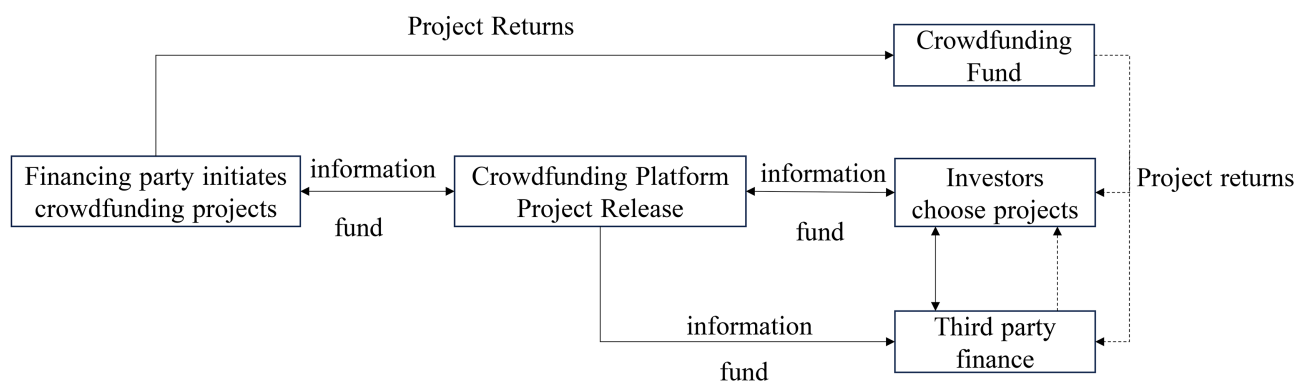 Project Returns
Crowdfunding
Fund
Financing party initiates
crowdfunding projects
information
fund
Crowdfunding Platform
Project Release
information
fund
Investors
choose projects
Project returns
information
fund
Third party
finance